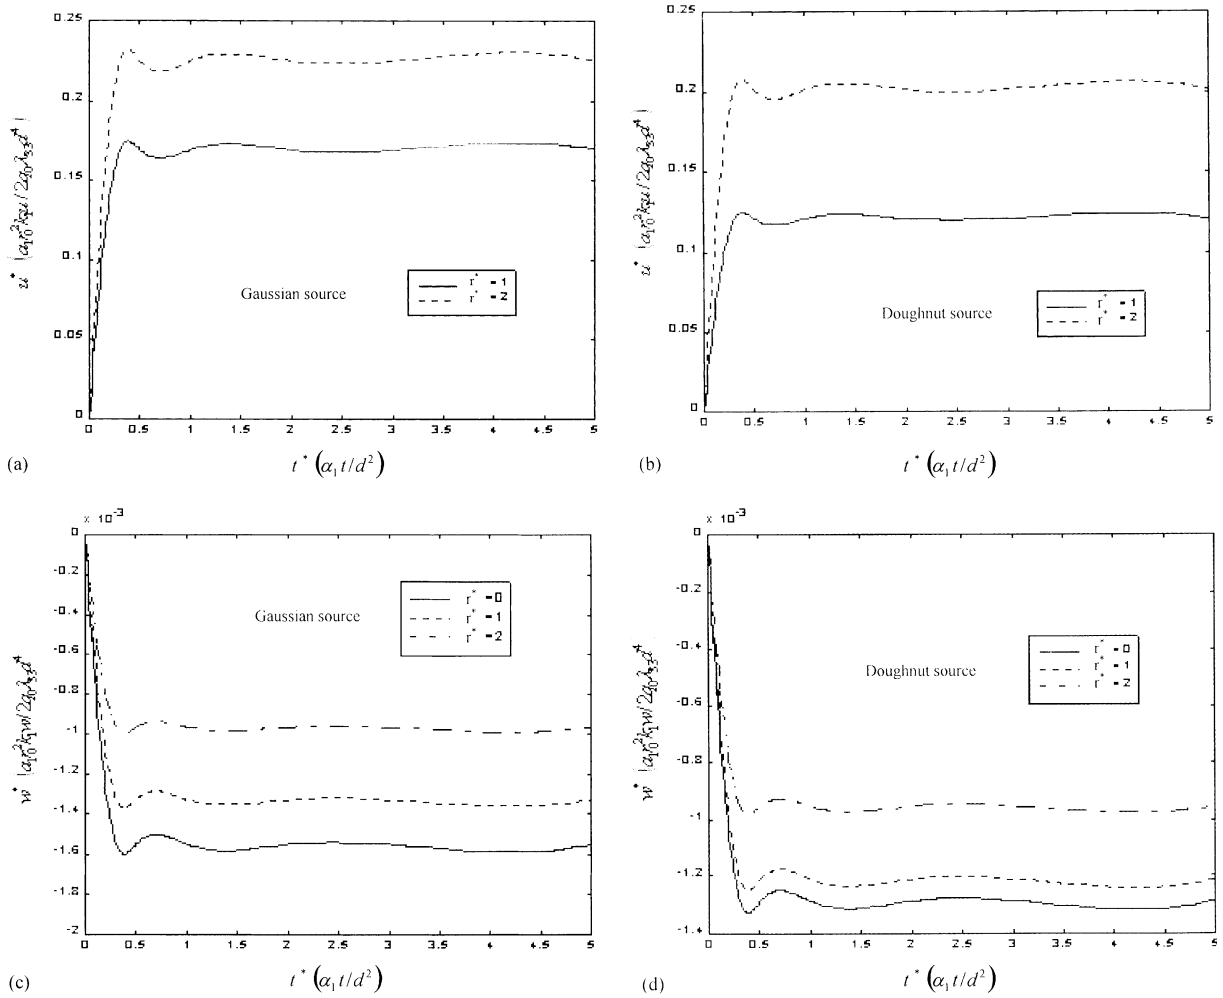 0.25
0.2
0.15
0.1
0.05
0
u* [a₁r₀²k₁u/2q₀λ₃₃d⁴]
Gaussian source
r* = 1
r* = 2
0 0.5 1 1.5 2 2.5 3 3.5 4 4.5 5
(a)
t* (α₁t/d²)
0.25
0.2
0.15
0.1
0.05
0
u* [a₁r₀²k₁u/2q₀λ₃₃d⁴]
Doughnut source
r* = 1
r* = 2
0 0.5 1 1.5 2 2.5 3 3.5 4 4.5 5
(b)
t* (α₁t/d²)
× 10⁻³
0
-0.2
-0.4
-0.6
-0.8
-1
-1.2
-1.4
-1.6
-1.8
-2
w* [a₁r₀²k₁w/2q₀λ₃₃d⁴
Gaussian source
r* =0
r* =1
r* =2
0 0.5 1 1.5 2 2.5 3 3.5 4 4.5 5
(c)
t* (α₁t/d²)
× 10⁻³
0
-0.2
-0.4
-0.6
-0.8
-1
-1.2
-1.4
w* [a₁r₀²k₁w/2q₀λ₃₃d⁴
Doughnut source
r* =0
r* =1
r* =2
0 0.5 1 1.5 2 2.5 3 3.5 4 4.5 5
(d)
t* (α₁t/d²)